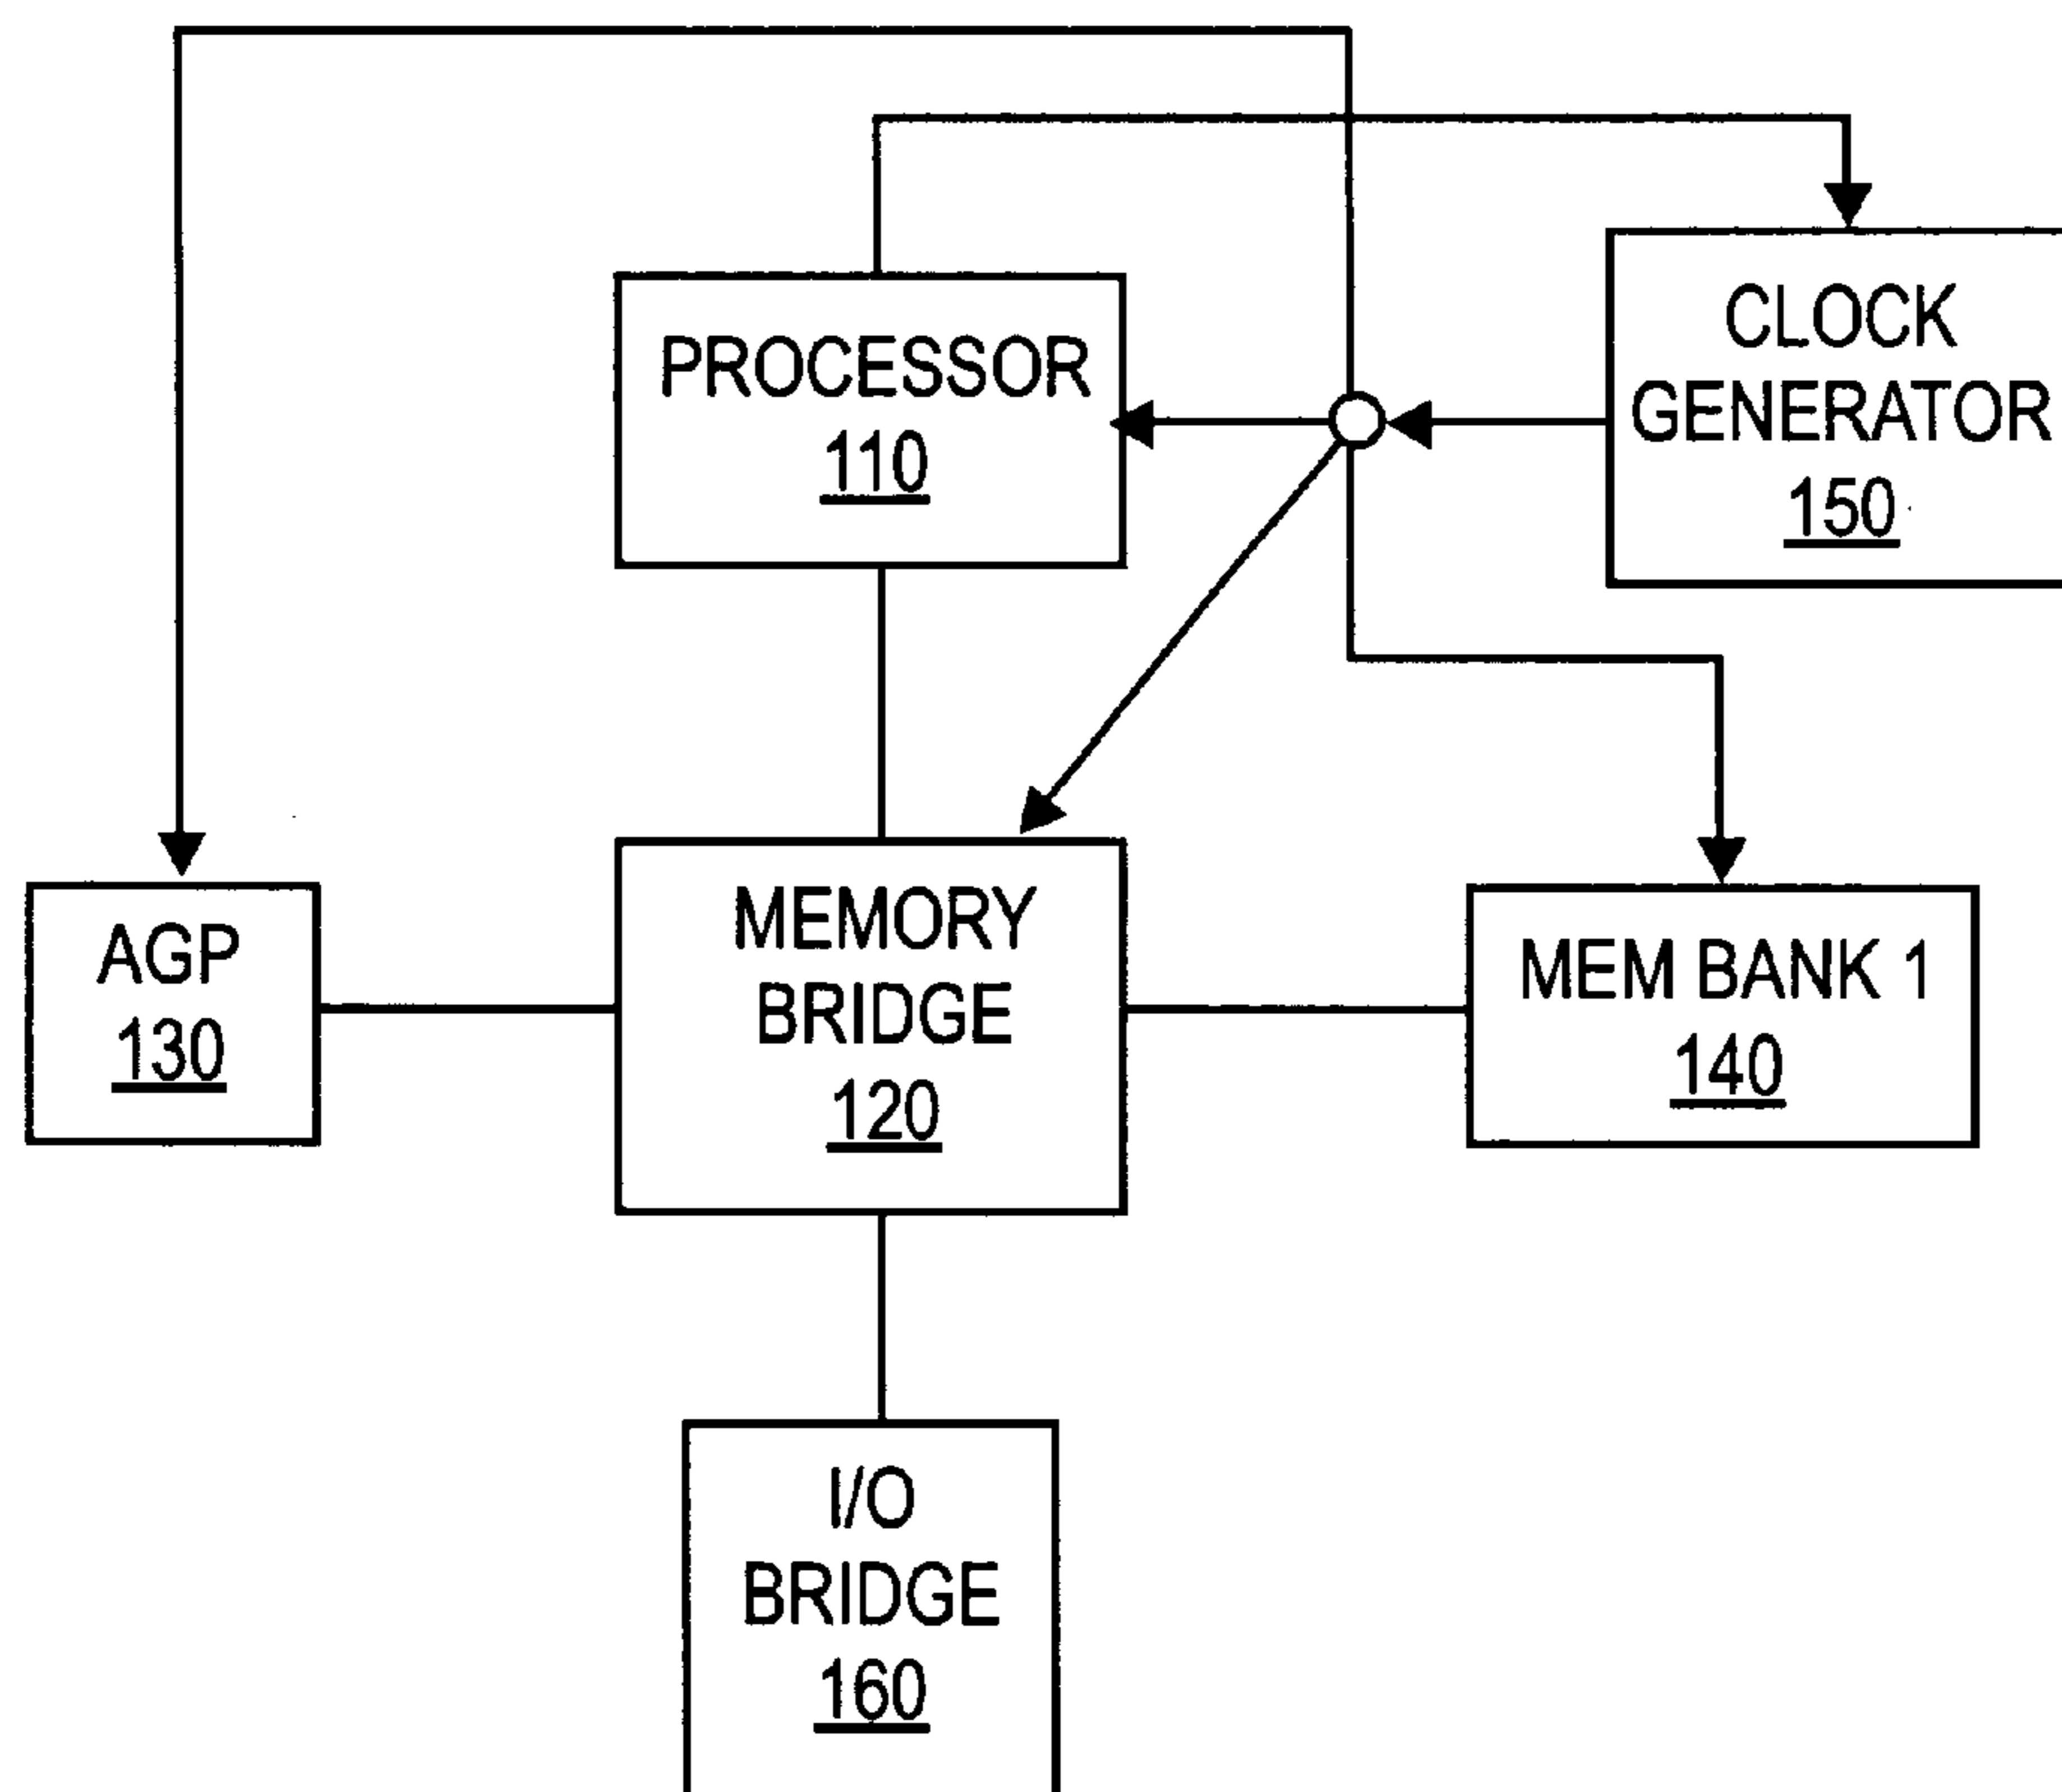 PROCESSOR
110
CLOCK
GENERATOR
150
AGP
130
MEMORY
BRIDGE
120
MEM BANK 1
140
I/O
BRIDGE
160